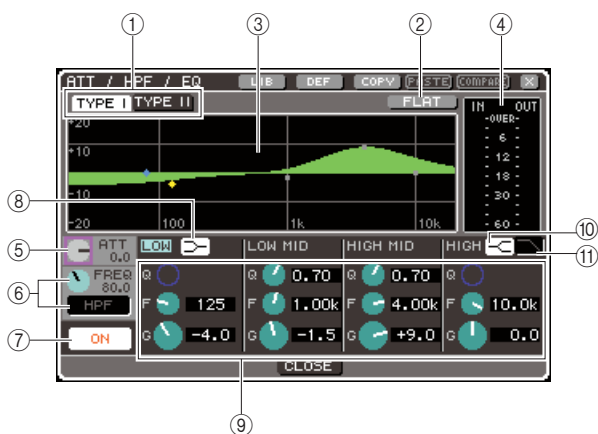 ① ③ ② ④
ATT / HPF / EQ LIB DEF COPY PASTE COMPARE X
TYPE I TYPE II FLAT IN OUT
+20 -OVER-
+10 6
12
18
-10 30
-20 100 1k 10k 60
⑧ ⑩
⑤ ATT 0.0 LOW LOW MID HIGH MID HIGH ⑪
⑥ FREQ 80.0 Q Q 0.70 Q 0.70 Q
HPF F 125 F 1.00k F 4.00k F 10.0k
⑦ ON G -4.0 G -1.5 G +9.0 G 0.0
CLOSE
⑨